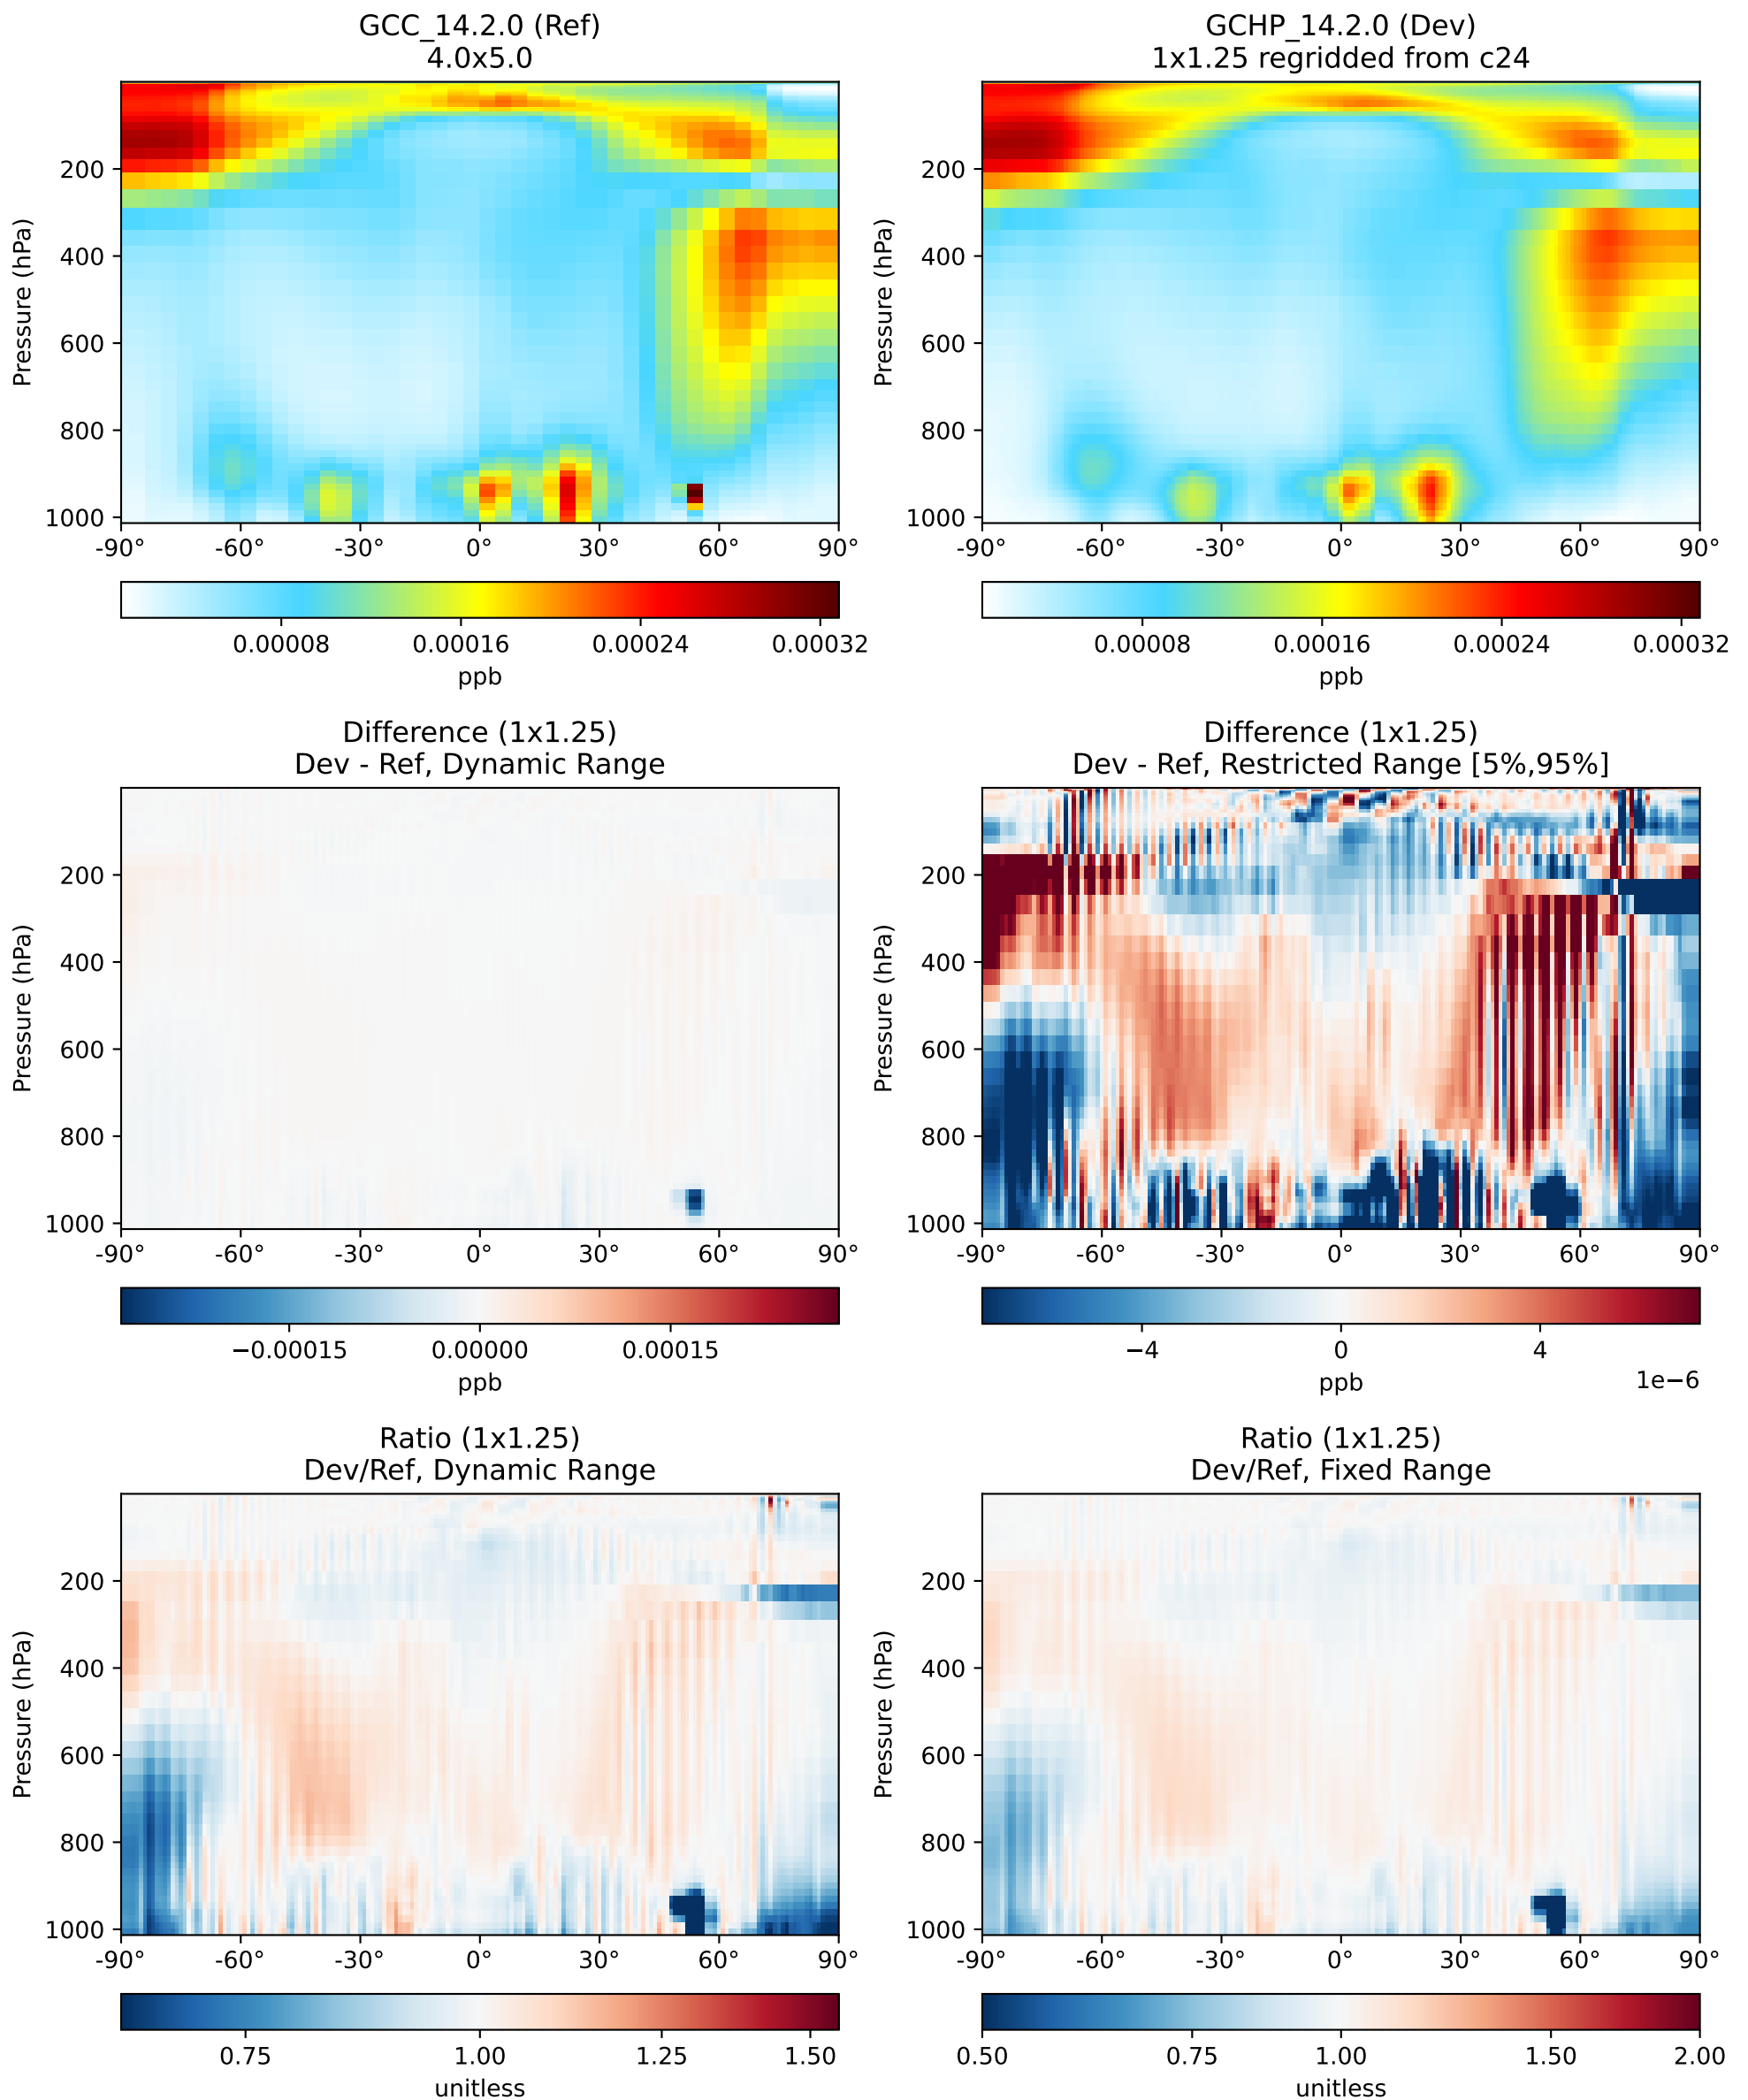 GCC_14.2.0 (Ref)
4.0x5.0
Pressure (hPa)
200
400
600
800
1000
-90° -60° -30° 0° 30° 60° 90°
0.00008 0.00016 0.00024 0.00032
ppb
GCHP_14.2.0 (Dev)
1x1.25 regridded from c24
Pressure (hPa)
200
400
600
800
1000
-90° -60° -30° 0° 30° 60° 90°
0.00008 0.00016 0.00024 0.00032
ppb
Difference (1x1.25)
Dev - Ref, Dynamic Range
Pressure (hPa)
200
400
600
800
1000
-90° -60° -30° 0° 30° 60° 90°
−0.00015 0.00000 0.00015
ppb
Difference (1x1.25)
Dev - Ref, Restricted Range [5%,95%]
Pressure (hPa)
200
400
600
800
1000
-90° -60° -30° 0° 30° 60° 90°
−4 0 4
ppb
1e−6
Ratio (1x1.25)
Dev/Ref, Dynamic Range
Pressure (hPa)
200
400
600
800
1000
-90° -60° -30° 0° 30° 60° 90°
0.75 1.00 1.25 1.50
unitless
Ratio (1x1.25)
Dev/Ref, Fixed Range
Pressure (hPa)
200
400
600
800
1000
-90° -60° -30° 0° 30° 60° 90°
0.50 0.75 1.00 1.50 2.00
unitless